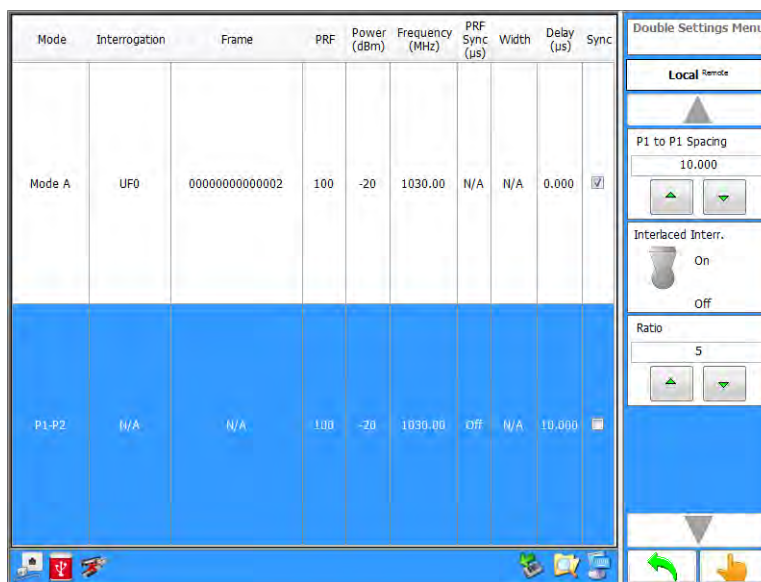 Mode Interrogation Frame PRF Power (dBm) Frequency (MHz) PRF Sync (μs) Width Delay (μs) Sync
Mode A UF0 00000000000002 100 -20 1030.00 N/A N/A 0.000
P1-P2 N/A N/A 100 -20 1030.00 Off N/A 10.000
Double Settings Menu
Local Remote
P1 to P1 Spacing
10.000
Interlaced Interr.
On
Off
Ratio
5